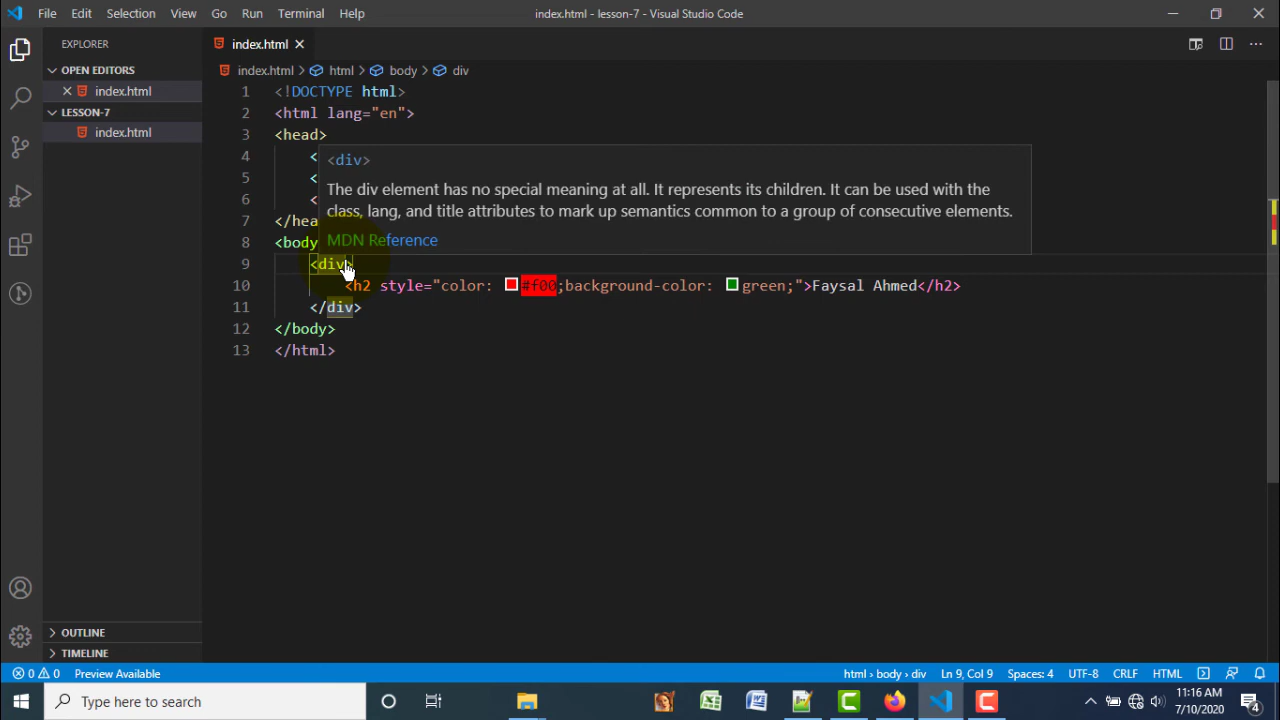 File Edit Selection View Go Run Terminal Help index.html - lesson-7 - Visual Studio Code
EXPLORER
index.html
OPEN EDITORS
index.html
LESSON-7
index.html
OUTLINE
TIMELINE
index.html > html > body > div
1 <!DOCTYPE html>
2 <html lang="en">
3 <head>
4 <
5 <
6 <
7 </hea
8 <body
9 <div>
10 <h2 style="color: #f00;background-color: green;">Faysal Ahmed</h2>
11 </div>
12 </body>
13 </html>
<div>
The div element has no special meaning at all. It represents its children. It can be used with the
class, lang, and title attributes to mark up semantics common to a group of consecutive elements.
MDN Reference
0 0 Preview Available html > body > div Ln 9, Col 9 Spaces: 4 UTF-8 CRLF HTML
Type here to search
11:16 AM
7/10/2020
4